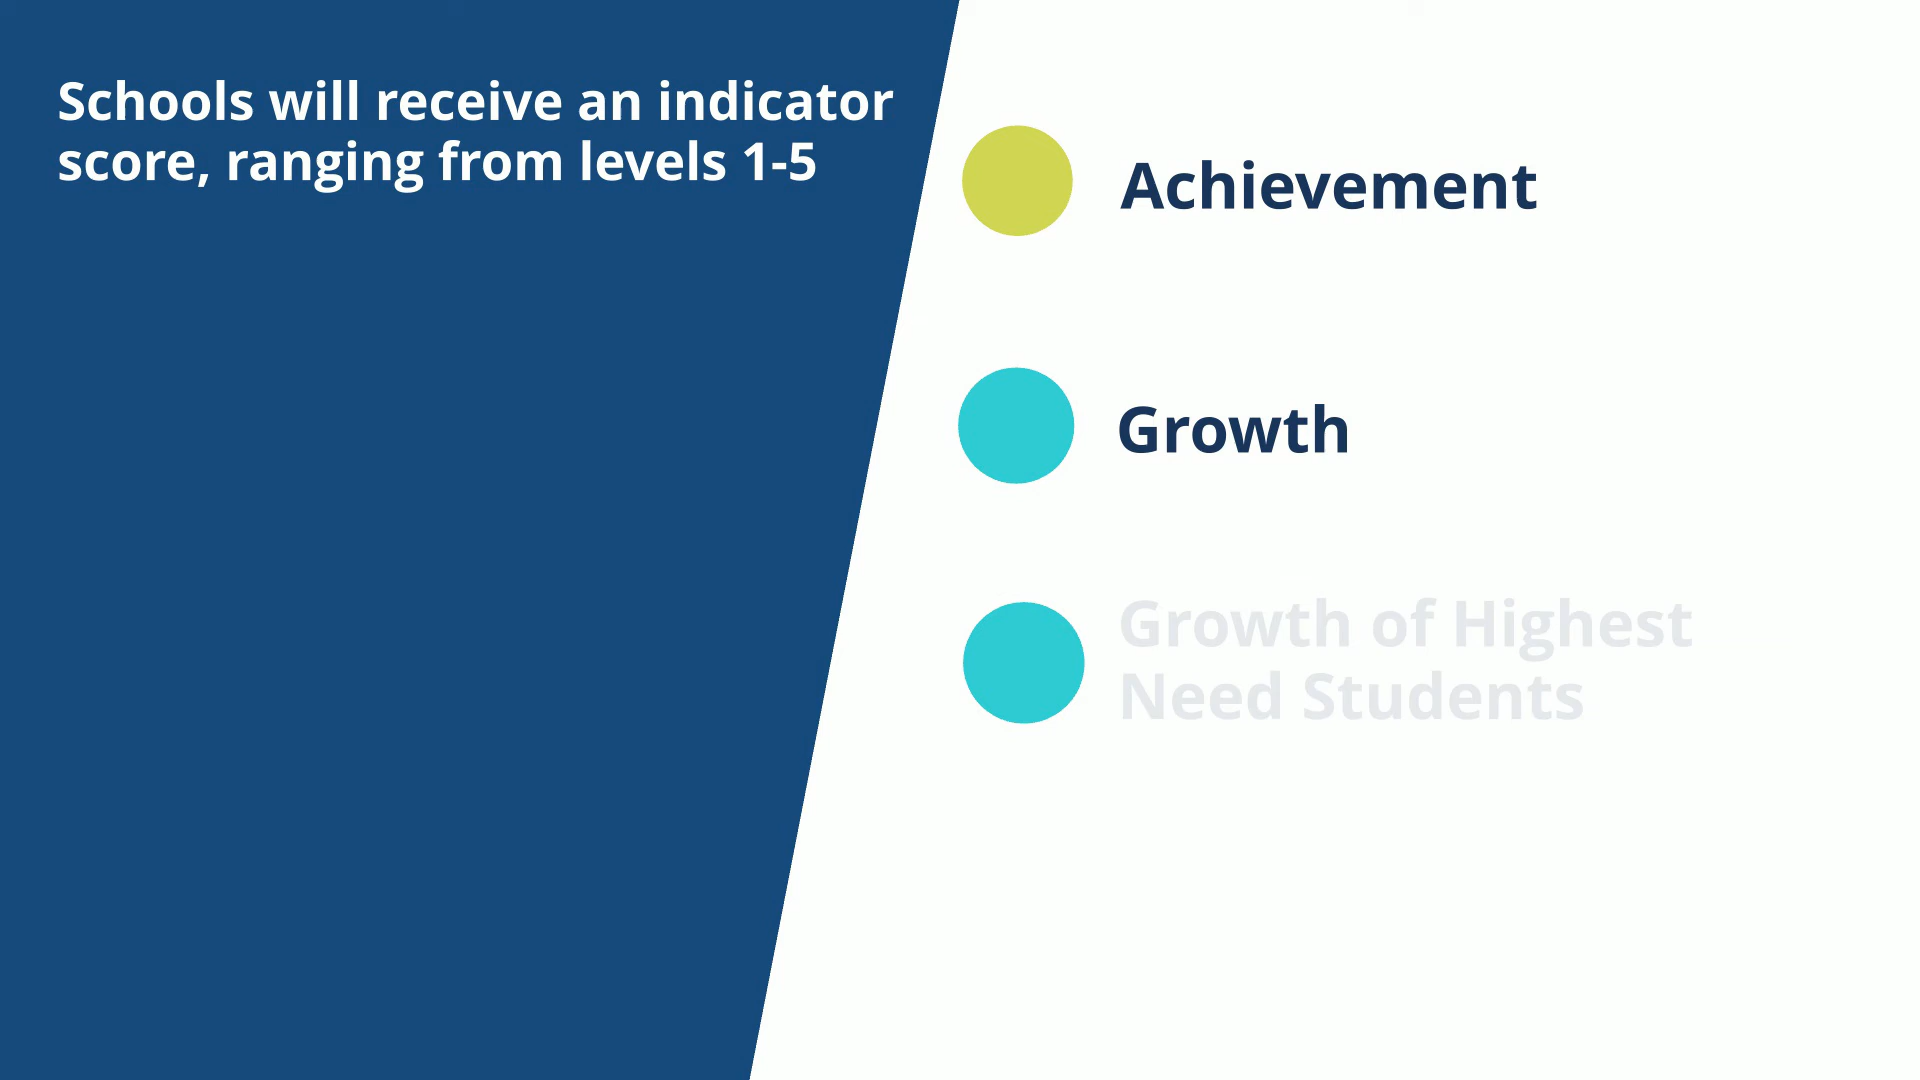 Schools will receive an indicator
score, ranging from levels 1-5
Achievement
Growth
Growth of Highest
Need Students